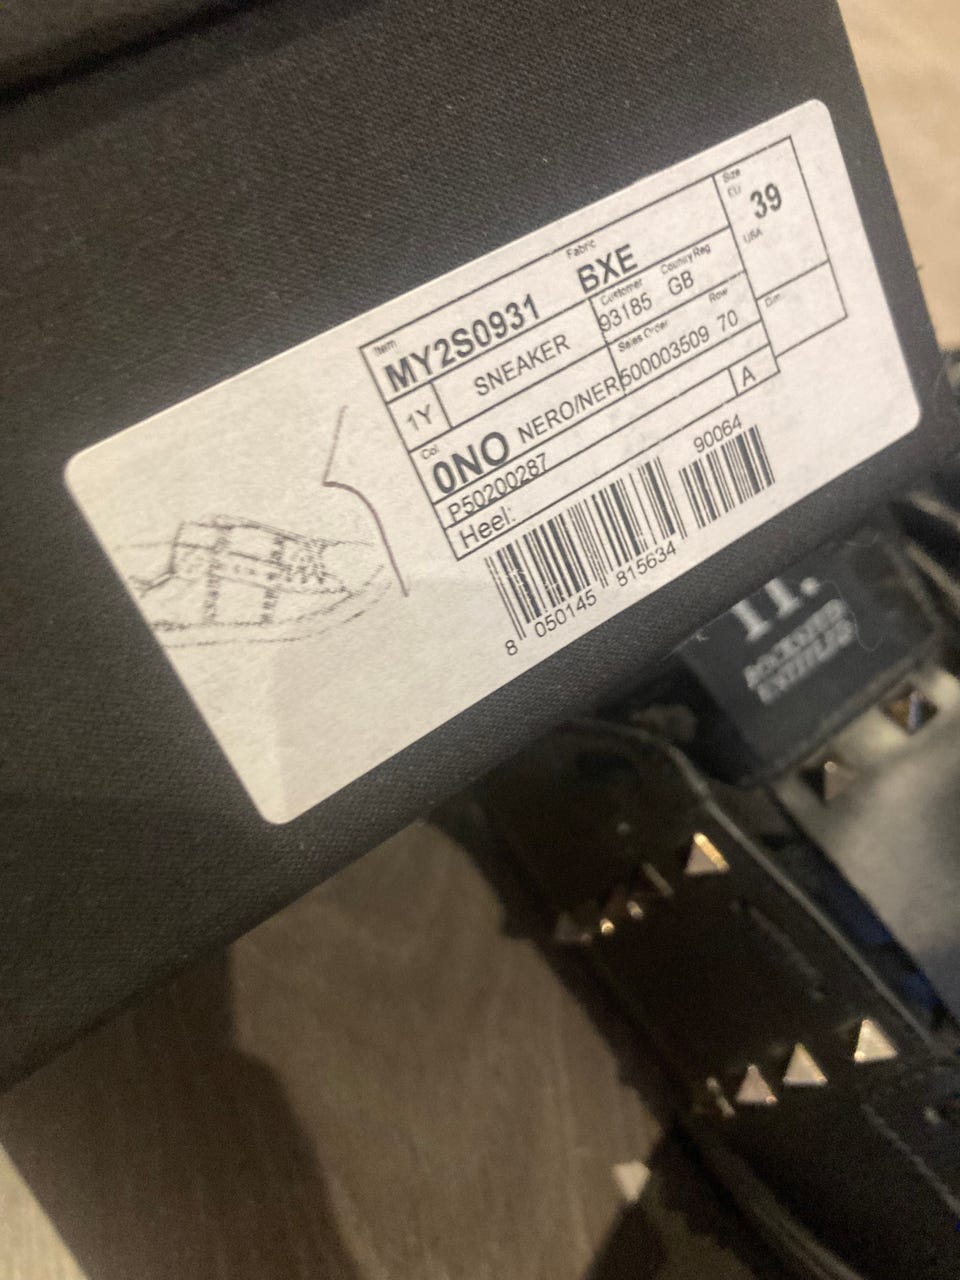 Item
MY2S0931
Fabric
BXE
Size
EU
39
USA
1Y
SNEAKER
Customer
93185
Country Reg
GB
Col.
0NO NERO/NER
Sales Order
500003509
Row
70
Dim
P50200287
A
Heel:
90064
8 050145 815634
11.